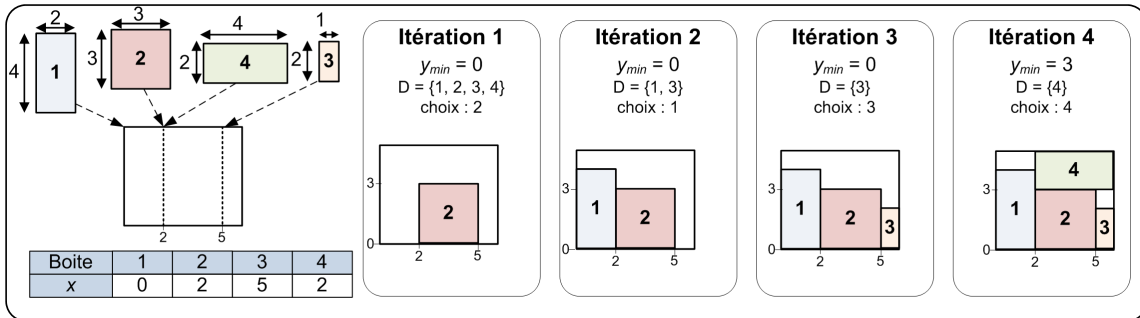 2
3
4
1
4
1
3
2
2
4
2
3
2
5
Boite 1 2 3 4
x 0 2 5 2
Itération 1
ymin = 0
D = {1, 2, 3, 4}
choix : 2
3
2
0
2 5
Itération 2
ymin = 0
D = {1, 3}
choix : 1
3
1 2
0
2 5
Itération 3
ymin = 0
D = {3}
choix : 3
3
1 2 3
0
2 5
Itération 4
ymin = 3
D = {4}
choix : 4
4
3
1 2 3
0
2 5